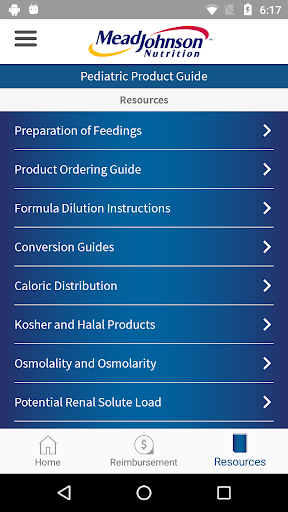 6:17
MeadJohnson
Nutrition
Pediatric Product Guide
Resources
Preparation of Feedings
Product Ordering Guide
Formula Dilution Instructions
Conversion Guides
Caloric Distribution
Kosher and Halal Products
Osmolality and Osmolarity
Potential Renal Solute Load
$
Home
Reimbursement
Resources